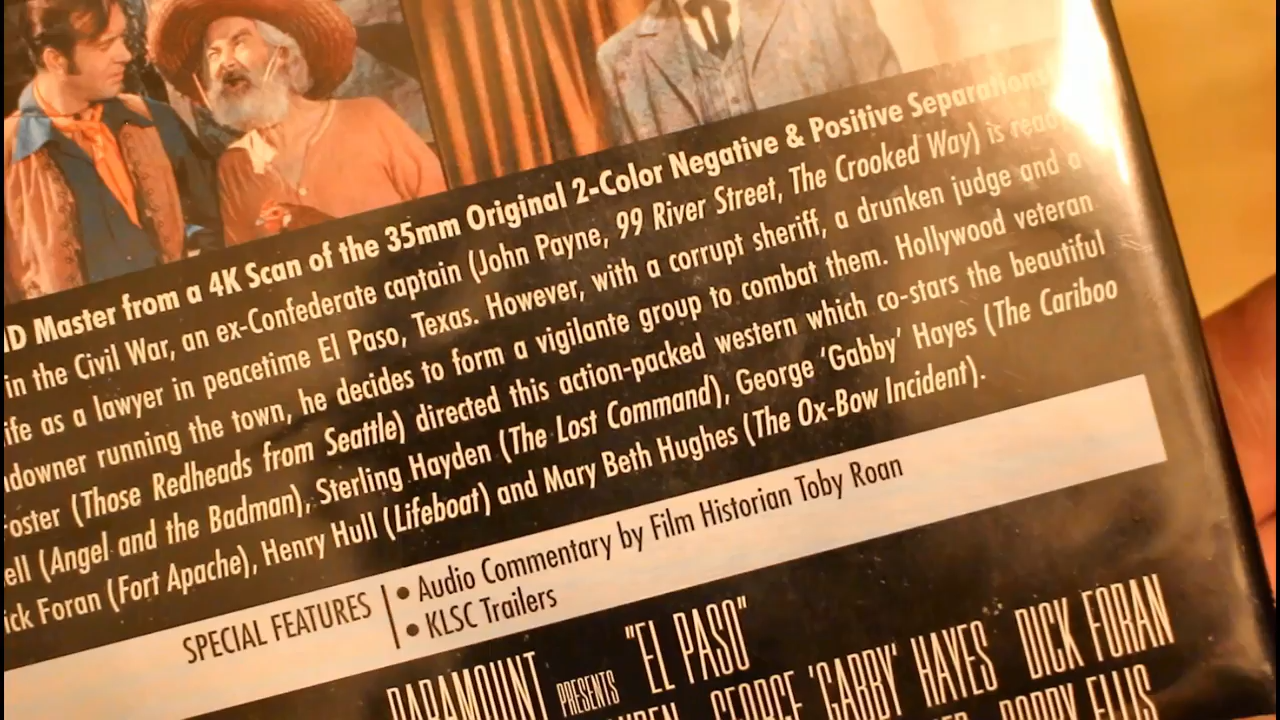 Master from a 4K Scan of the 35mm Original 2-Color Negative & Positive Separations
in the Civil War, an ex-Confederate captain (John Payne, 99 River Street, The Crooked Way) is
as a lawyer in peacetime El Paso, Texas. However, with a corrupt sheriff, a drunken judge and a
running the town, he decides to form a vigilante group to combat them. Hollywood veteran
(Those Redheads from Seattle) directed this action-packed western which co-stars the beautiful
(Angel and the Badman), Sterling Hayden (The Lost Command), George 'Gabby' Hayes (The Cariboo
Foran (Fort Apache), Henry Hull (Lifeboat) and Mary Beth Hughes (The Ox-Bow Incident).
SPECIAL FEATURES
• Audio Commentary by Film Historian Toby Roan
• KLSC Trailers
PARAMOUNT PRESENTS "EL PASO"
GEORGE 'GABBY' HAYES DICK FORAN
BOBBY ELLIS